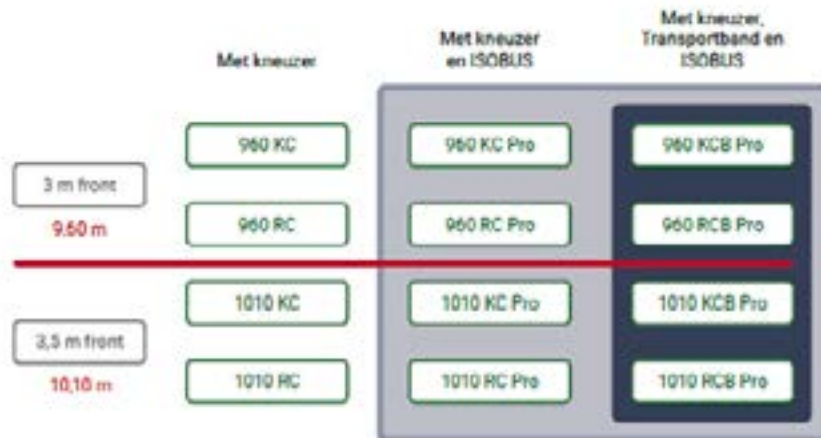 Met kneuzer
Met kneuzer
en ISOBUS
Met kneuzer,
Transportband en
ISOBUS
3 m front
9.60 m
960 KC
960 KC Pro
960 KCB Pro
960 RC
960 RC Pro
960 RCB Pro
3,5 m front
10,10 m
1010 KC
1010 KC Pro
1010 KCB Pro
1010 RC
1010 RC Pro
1010 RCB Pro